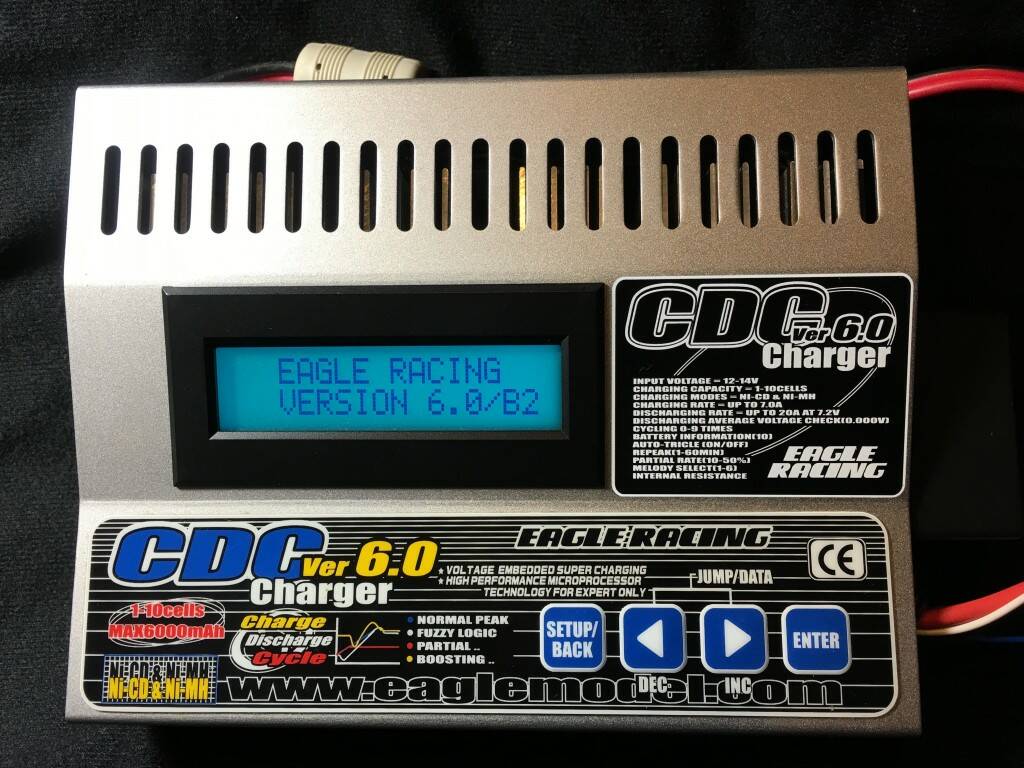 EAGLE RACING
VERSION 6.0/B2
CDC Ver 6.0
Charger
INPUT VOLTAGE = 12-14V
CHARGING CAPACITY = 1-10CELLS
CHARGING MODES = NI-CD & NI-MH
CHARGING RATE = UP TO 7.0A
DISCHARGING RATE = UP TO 20A AT 7.2V
DISCHARGING AVERAGE VOLTAGE CHECK(0.000V)
CYCLING 0-9 TIMES
BATTERY INFORMATION(10)
AUTO-TRICLE (ON/OFF)
REPEAK(1-60MIN)
PARTIAL RATE(10-50%)
MELODY SELECT(1-6)
INTERNAL RESISTANCE
EAGLE
RACING
CDC Ver 6.0
Charger
EAGLE RACING
CE
★ VOLTAGE EMBEDDED SUPER CHARGING
★ HIGH PERFORMANCE MICROPROCESSOR
TECHNOLOGY FOR EXPERT ONLY
JUMP/DATA
1-10cells
MAX6000mAh
Charge
Discharge
Cycle
NORMAL PEAK
FUZZY LOGIC
PARTIAL ..
BOOSTING ..
SETUP/
BACK
ENTER
DEC
INC
Ni-CD & Ni-MH
Ni-CD & Ni-MH
www.eaglemodel.com